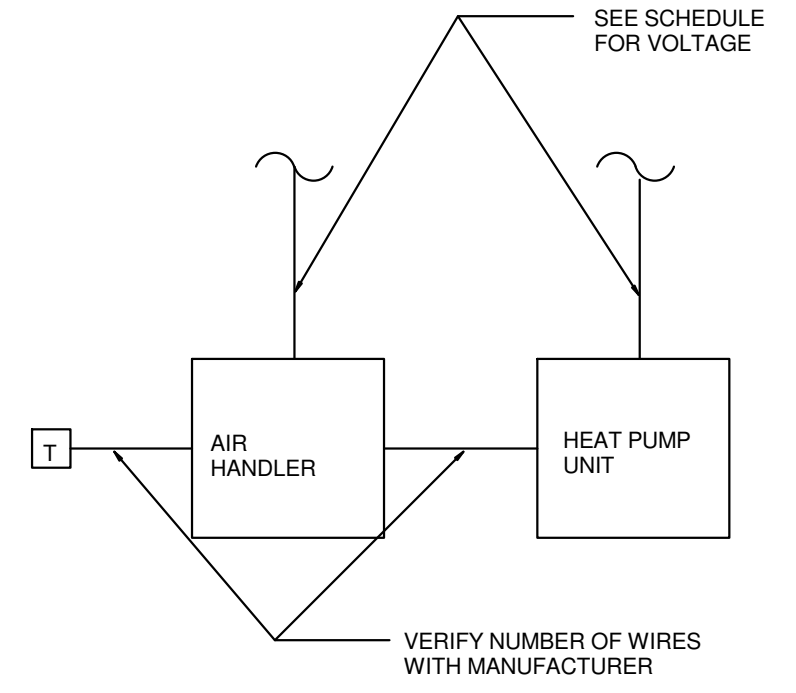 SEE SCHEDULE
FOR VOLTAGE
T
AIR
HANDLER
HEAT PUMP
UNIT
VERIFY NUMBER OF WIRES
WITH MANUFACTURER